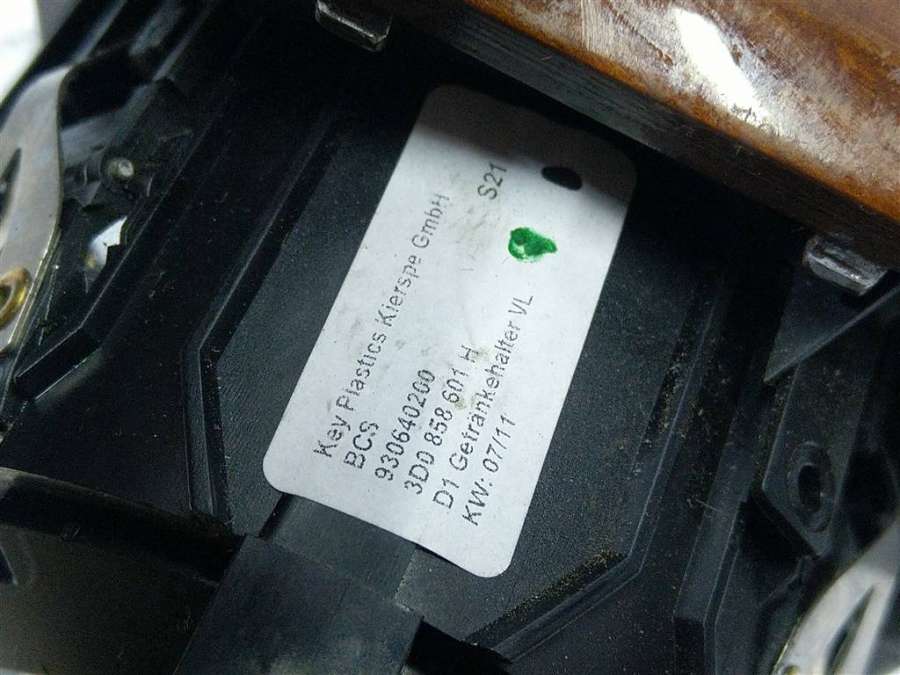 Key Plastics Kierspe GmbH
BCS S21
930640200
3D0 858 601 H
D1 Getränkehalter VL
KW: 07/11